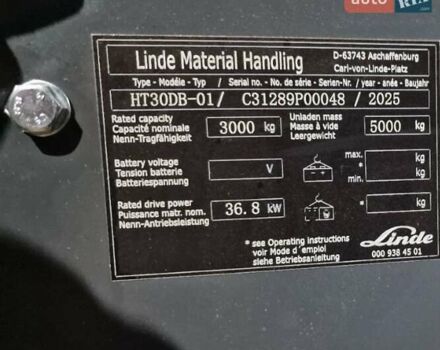 auto
RIA
Linde Material Handling
D-63743 Aschaffenburg
Carl-von-Linde-Platz
Type - Modéle - Typ / Serial no. - No. de série - Serien-Nr. / year - année - Baujahr
HT30DB-01/ C31289P00048 / 2025
Rated capacity
Capacité nominale
Nenn-Tragfähigkeit
3000 kg
Unladen mass
Masse à vide
Leergewicht
5000 kg
Battery voltage
Tension batterie
Batteriespannung
V
max.
*
min.
kg
kg
Rated drive power
Puissance matr. nom.
Nenn-Antriebsleistung
36.8 kW
*
kg
* see Operating instructions
voir Mode d´emploi
siehe Betriebsanleitung
Linde
000 938 45 01